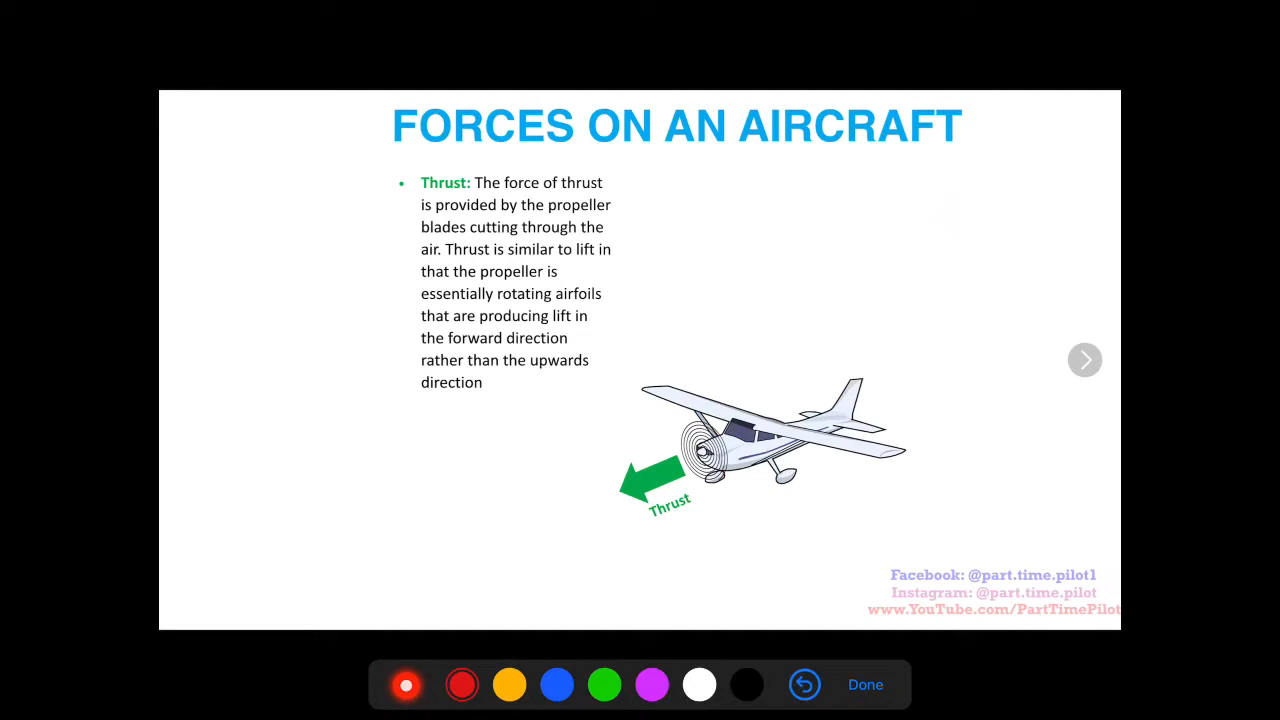 FORCES ON AN AIRCRAFT
• Thrust: The force of thrust
is provided by the propeller
blades cutting through the
air. Thrust is similar to lift in
that the propeller is
essentially rotating airfoils
that are producing lift in
the forward direction
rather than the upwards
direction
Thrust
Facebook: @part.time.pilot1
Instagram: @part.time.pilot
www.YouTube.com/PartTimePilot
Done